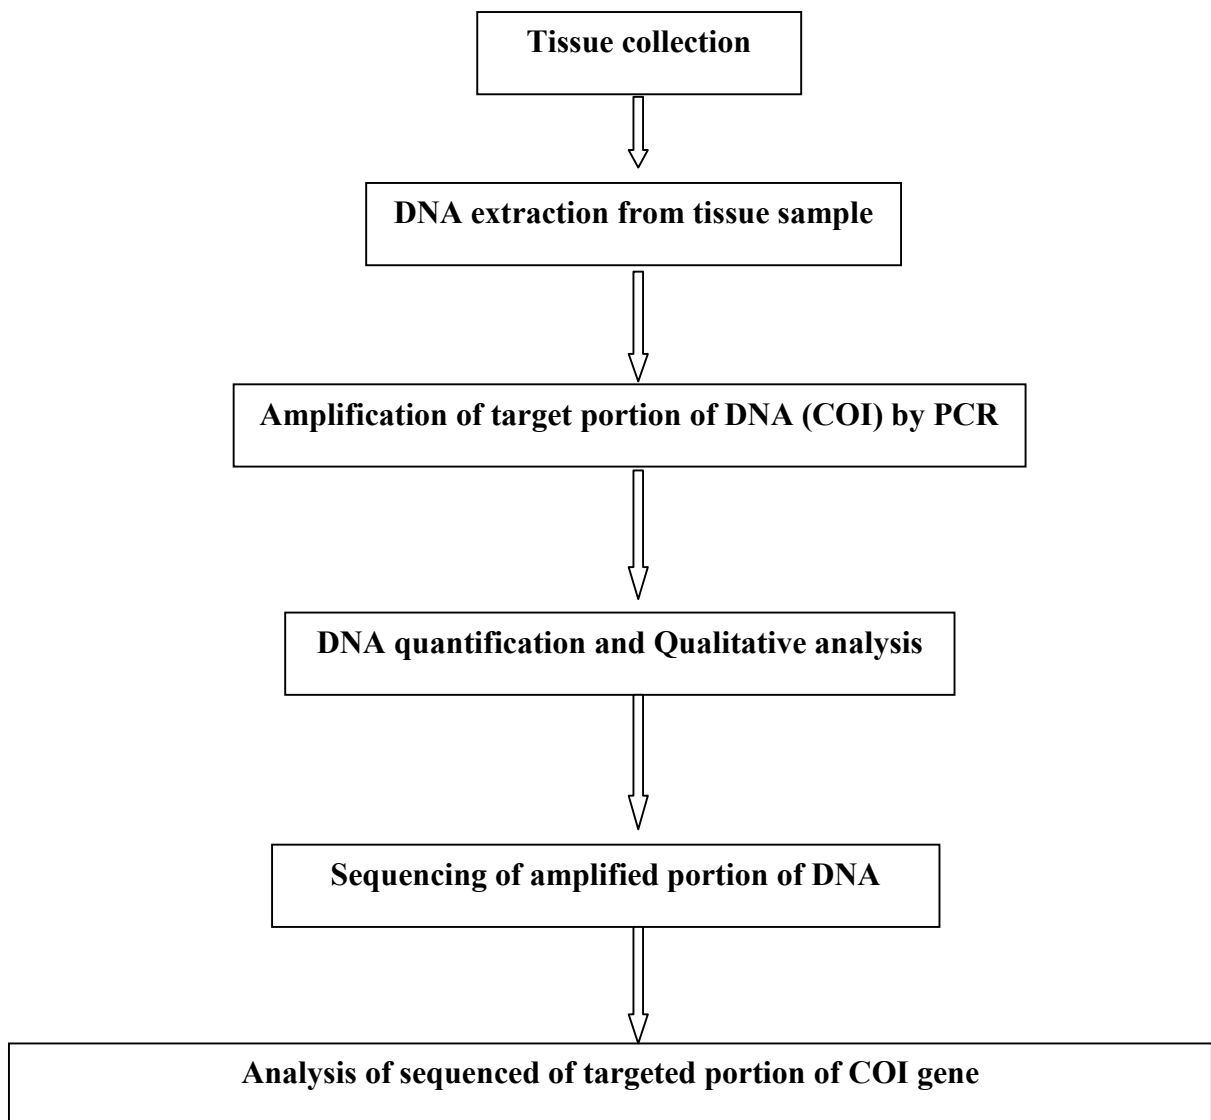 Tissue collection
DNA extraction from tissue sample
Amplification of target portion of DNA (COI) by PCR
DNA quantification and Qualitative analysis
Sequencing of amplified portion of DNA
Analysis of sequenced of targeted portion of COI gene